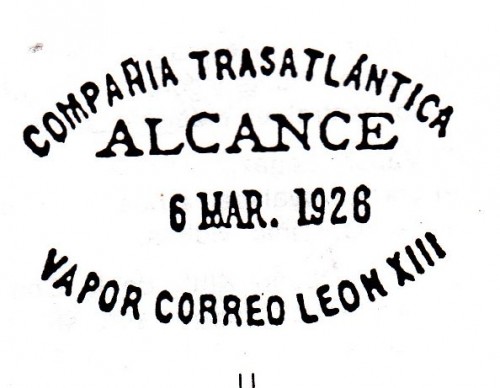 COMPAÑIA TRASATLÁNTICA
ALCANCE
6 MAR. 1926
VAPOR CORREO LEON XIII